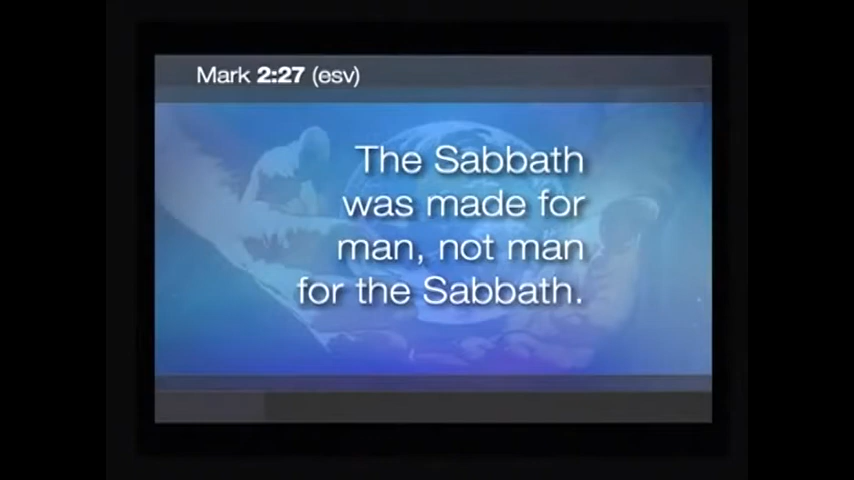 Mark 2:27 (esv)
The Sabbath
was made for
man, not man
for the Sabbath.